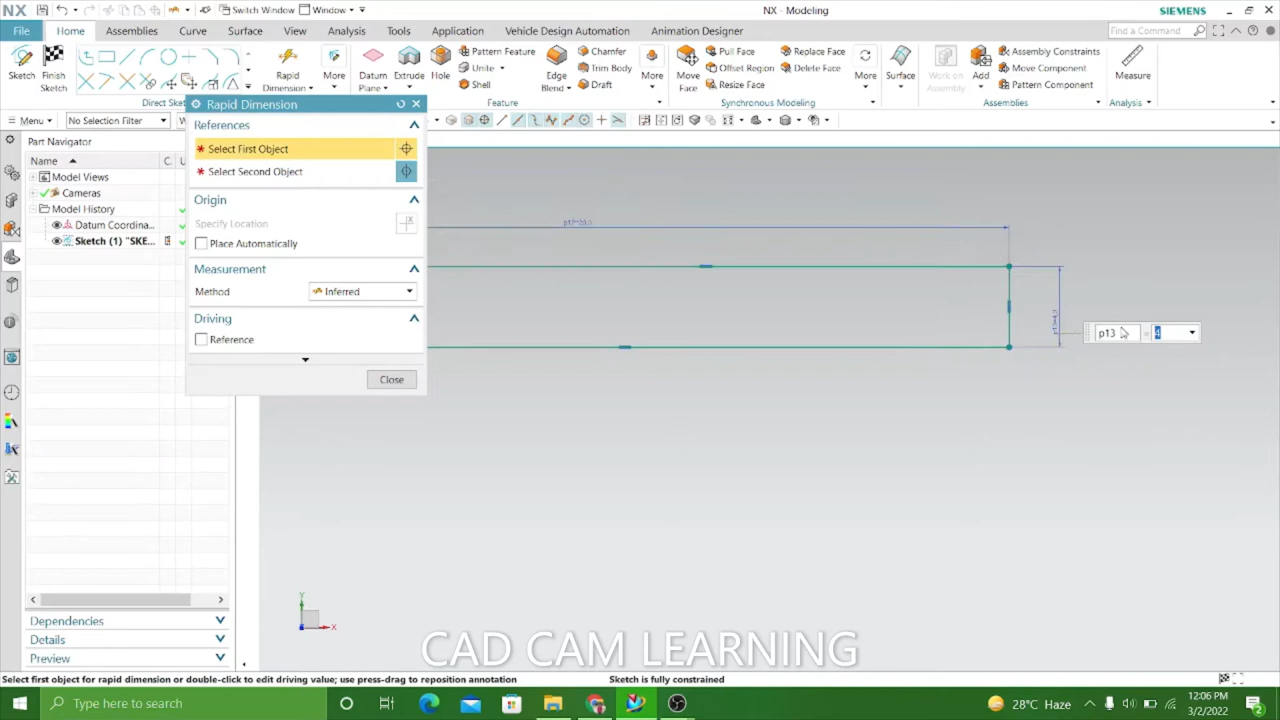 NX
Switch Window
Window
NX - Modeling
SIEMENS
File
Home
Assemblies
Curve
Surface
Analysis
View
Tools
Application
Vehicle Design Automation
Animation Designer
Find a Command
Sketch
Finish Sketch
Rapid Dimension
More
Datum Plane
Extrude
Hole
Pattern Feature
Unite
Shell
Edge Blend
Chamfer
Trim Body
Draft
More
Move Face
Pull Face
Offset Region
Resize Face
Replace Face
Delete Face
More
Surface
Work on Assembly
Add
Assembly Constraints
Move Component
Pattern Component
Measure
Direct Sk
Feature
Synchronous Modeling
Assemblies
Analysis
Menu
No Selection Filter
Part Navigator
Name
C.
U
Model Views
Cameras
Model History
Datum Coordina...
Sketch (1) "SKE...
Rapid Dimension
References
* Select First Object
* Select Second Object
Origin
Specify Location
Place Automatically
Measurement
Method
Inferred
Driving
Reference
Close
p13
=
4
Y
X
Dependencies
Details
Preview
CAD CAM LEARNING
Select first object for rapid dimension or double-click to edit driving value; use press-drag to reposition annotation
Sketch is fully constrained
Type here to search
28°C Haze
12:06 PM
3/2/2022
2